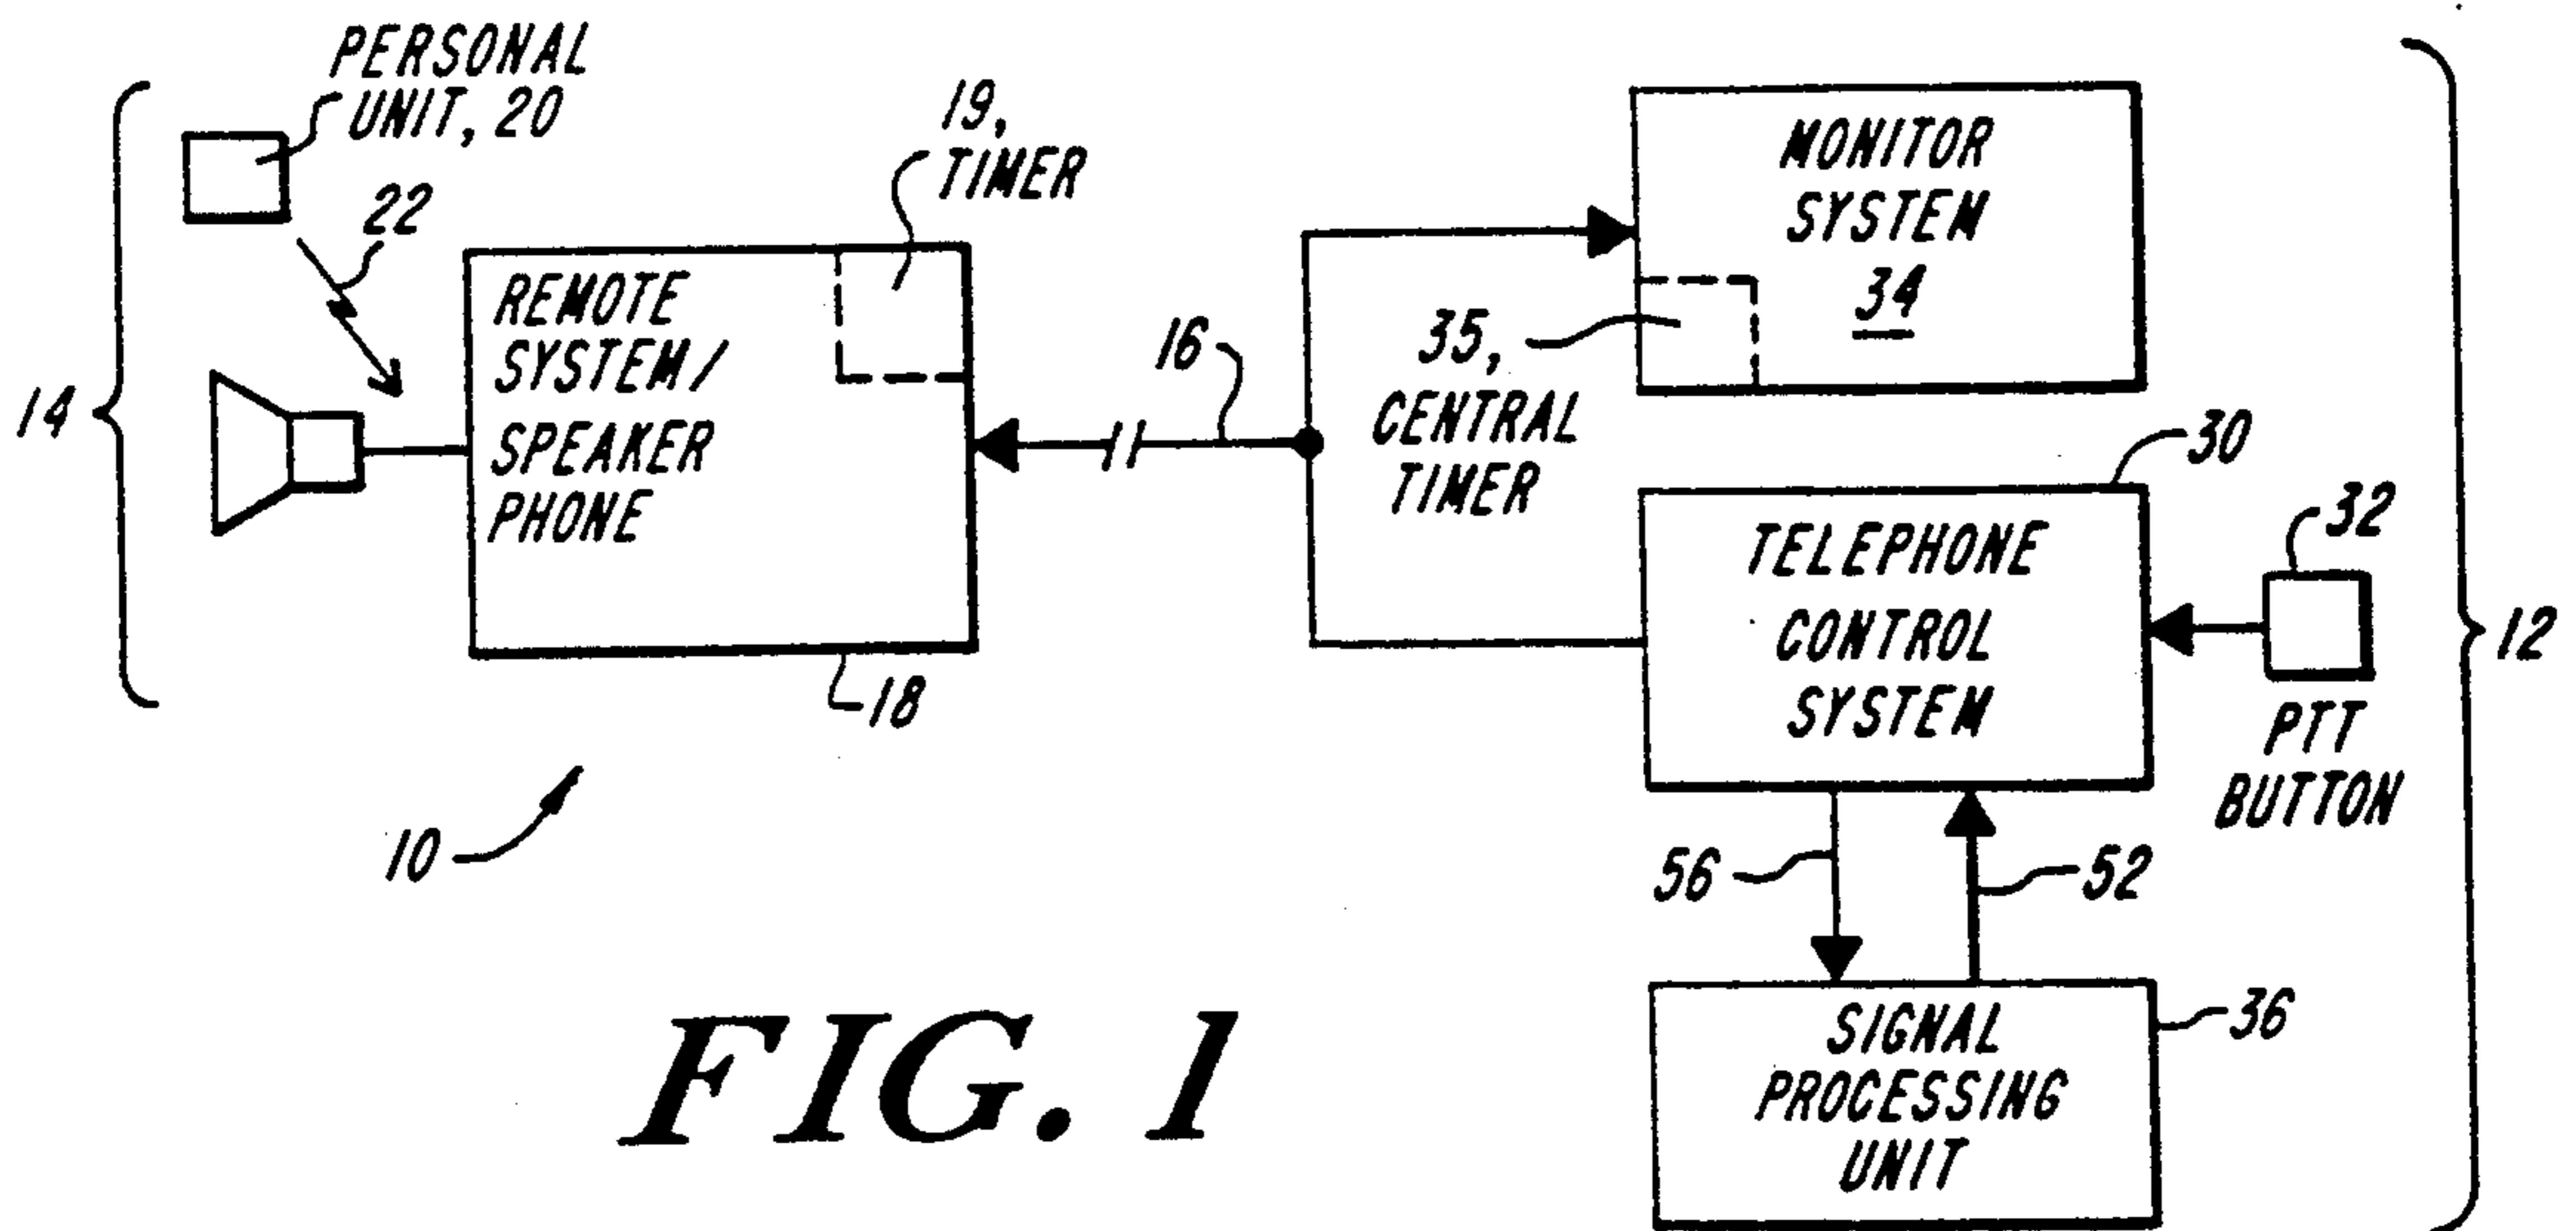 PERSONAL
UNIT, 20
22
14
19,
TIMER
REMOTE
SYSTEM/
SPEAKER
PHONE
18
10
16
MONITOR
SYSTEM
34
35,
CENTRAL
TIMER
30
TELEPHONE
CONTROL
SYSTEM
32
PTT
BUTTON
12
56
52
SIGNAL
PROCESSING
UNIT
36
FIG. 1